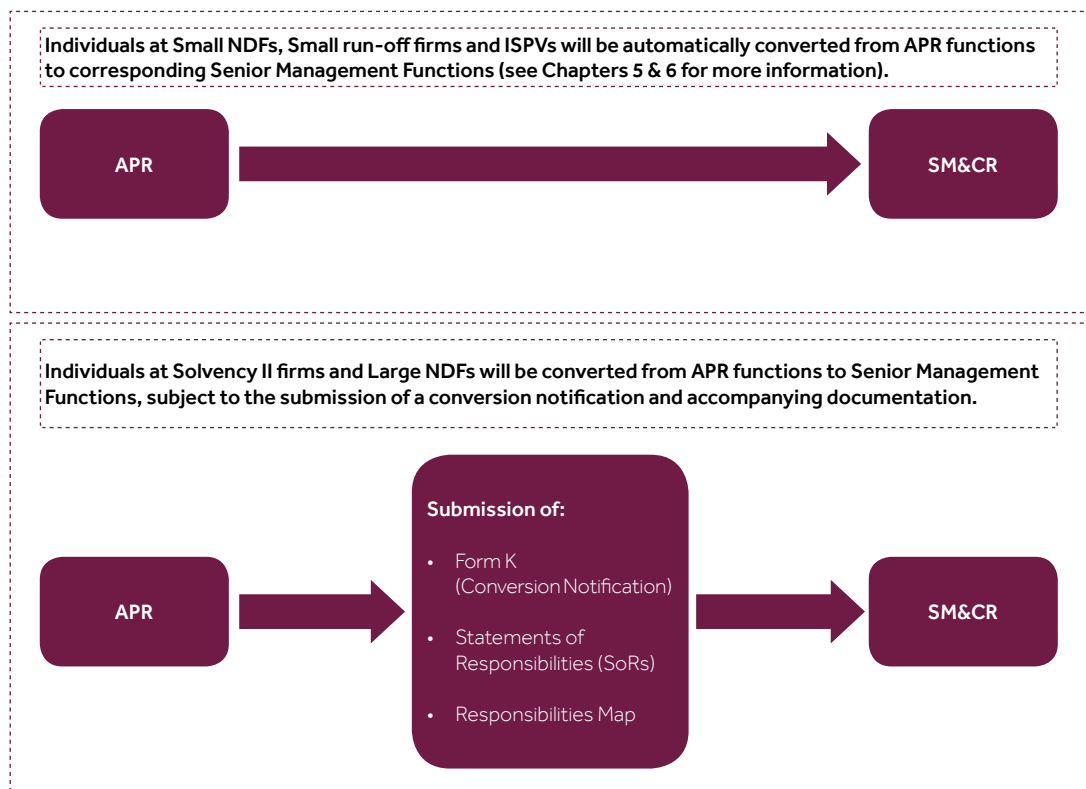 Individuals at Small NDFs, Small run-off firms and ISPVs will be automatically converted from APR functions
to corresponding Senior Management Functions (see Chapters 5 & 6 for more information).
APR
SM&CR
Individuals at Solvency II firms and Large NDFs will be converted from APR functions to Senior Management
Functions, subject to the submission of a conversion notification and accompanying documentation.
APR
Submission of:
• Form K
(Conversion Notification)
• Statements of
Responsibilities (SoRs)
• Responsibilities Map
SM&CR